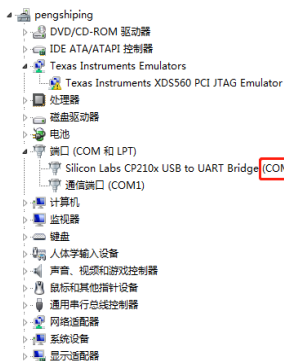 pengshiping
DVD/CD-ROM 驱动器
IDE ATA/ATAPI 控制器
Texas Instruments Emulators
Texas Instruments XDS560 PCI JTAG Emulator
处理器
磁盘驱动器
电池
端口 (COM 和 LPT)
Silicon Labs CP210x USB to UART Bridge (COM
通信端口 (COM1)
计算机
监视器
键盘
人体学输入设备
声音、视频和游戏控制器
鼠标和其他指针设备
通用串行总线控制器
网络适配器
系统设备
显示适配器